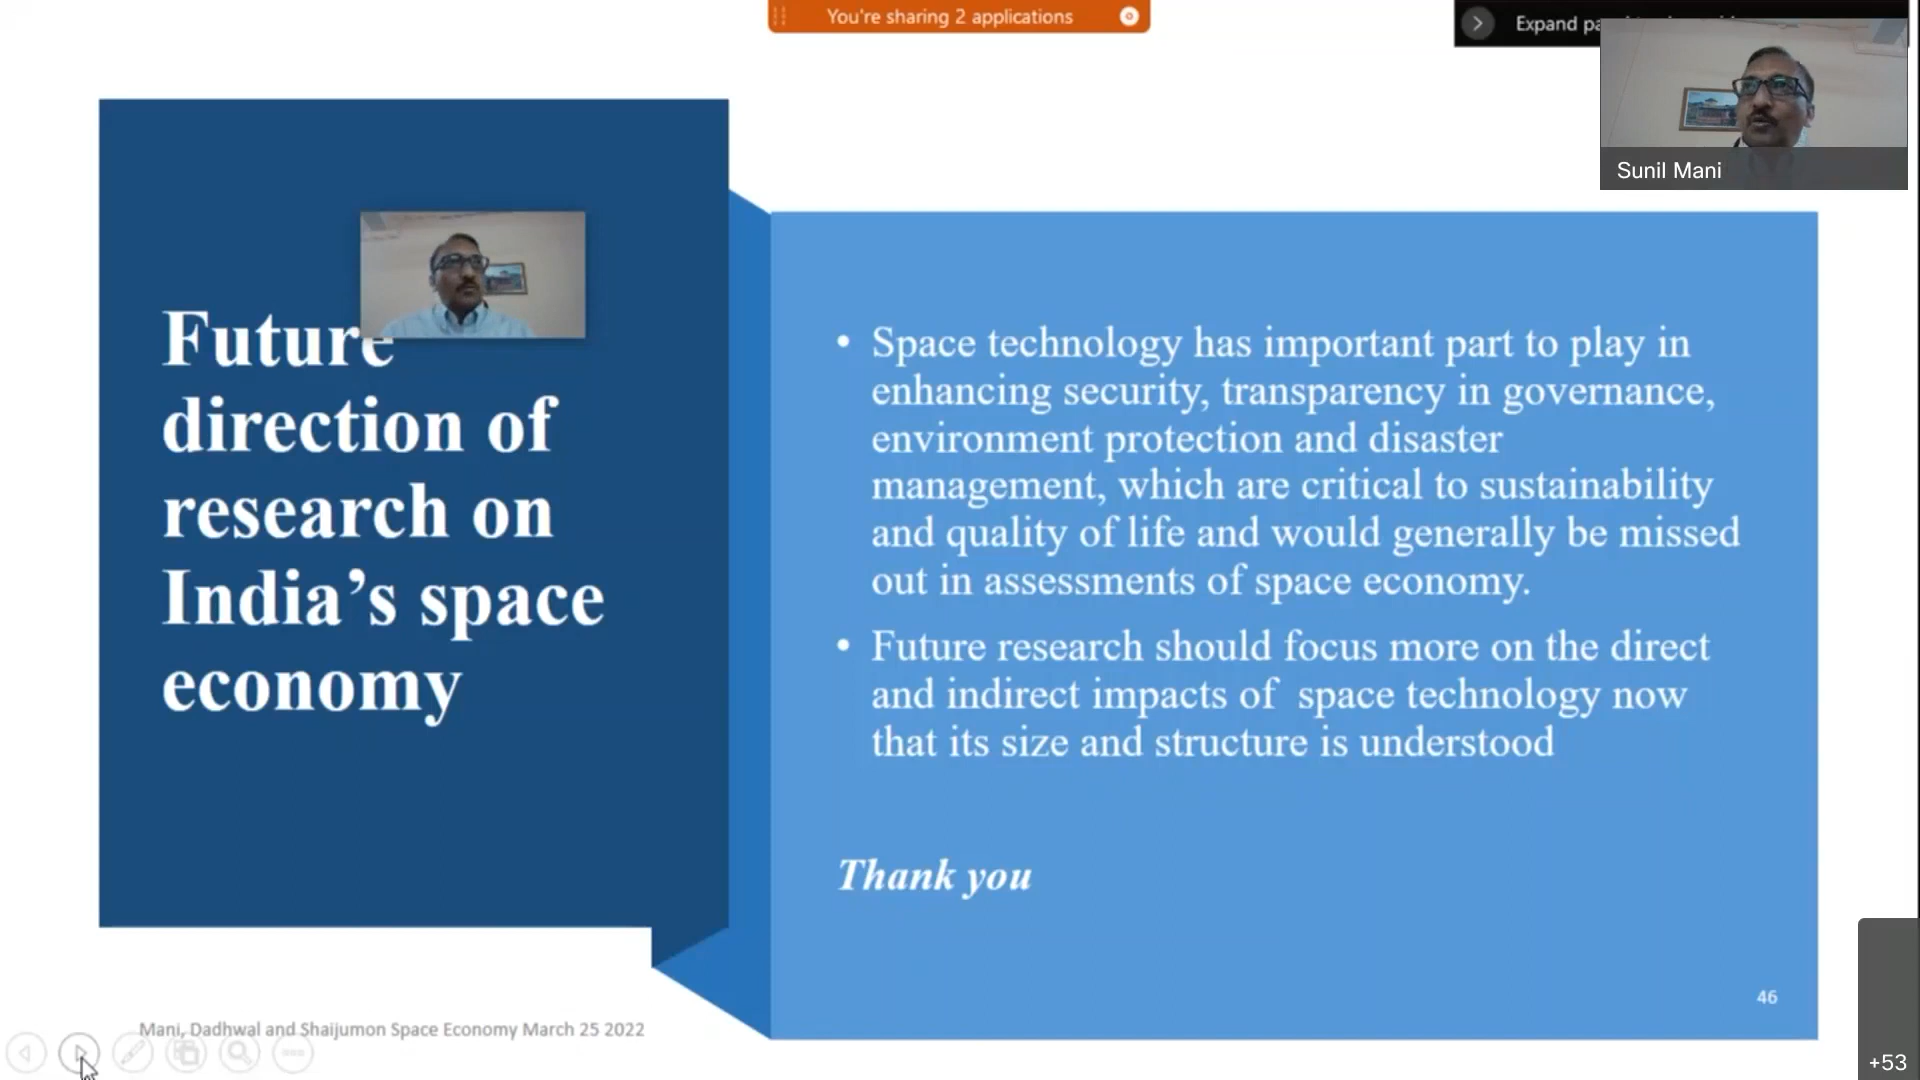 You're sharing 2 applications
Expand
Sunil Mani
Future
direction of
research on
India's space
economy
• Space technology has important part to play in
enhancing security, transparency in governance,
environment protection and disaster
management, which are critical to sustainability
and quality of life and would generally be missed
out in assessments of space economy.
• Future research should focus more on the direct
and indirect impacts of  space technology now
that its size and structure is understood
Thank you
46
Mani, Dadhwal and Shaijumon Space Economy March 25 2022
+53